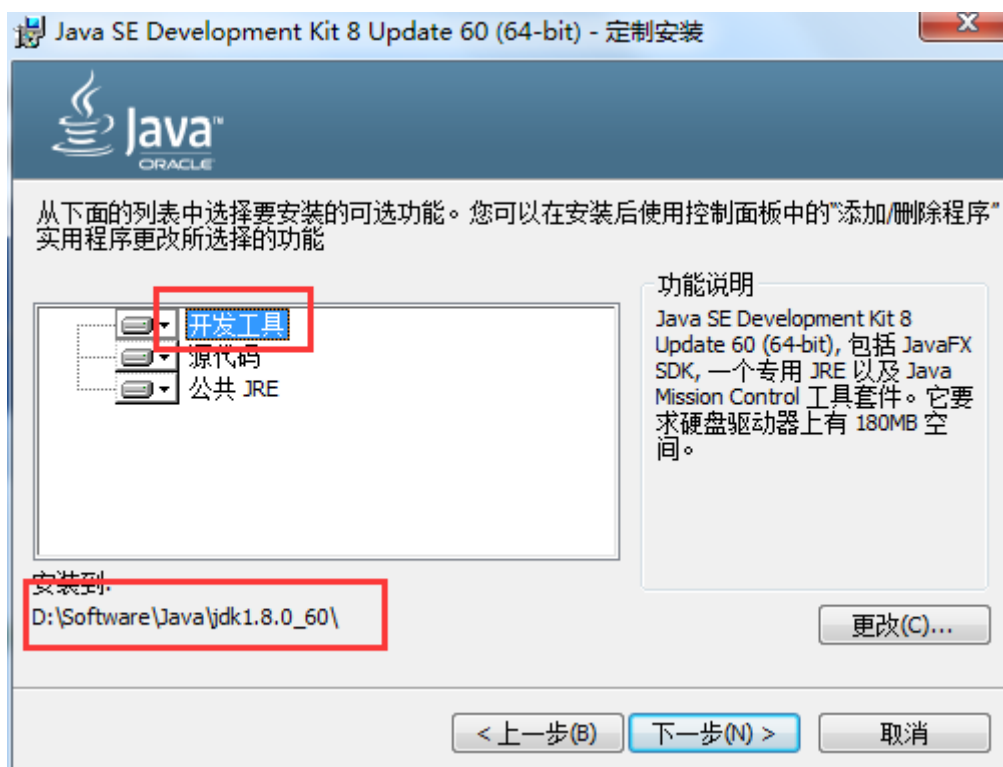 Java SE Development Kit 8 Update 60 (64-bit) - 定制安装
Java™
ORACLE
从下面的列表中选择要安装的可选功能。您可以在安装后使用控制面板中的"添加/删除程序"
实用程序更改所选择的功能
开发工具
源代码
公共 JRE
功能说明
Java SE Development Kit 8
Update 60 (64-bit), 包括 JavaFX
SDK, 一个专用 JRE 以及 Java
Mission Control 工具套件。它要
求硬盘驱动器上有 180MB 空
间。
安装到:
D:\Software\Java\jdk1.8.0_60\
更改(C)...
< 上一步(B)
下一步(N) >
取消